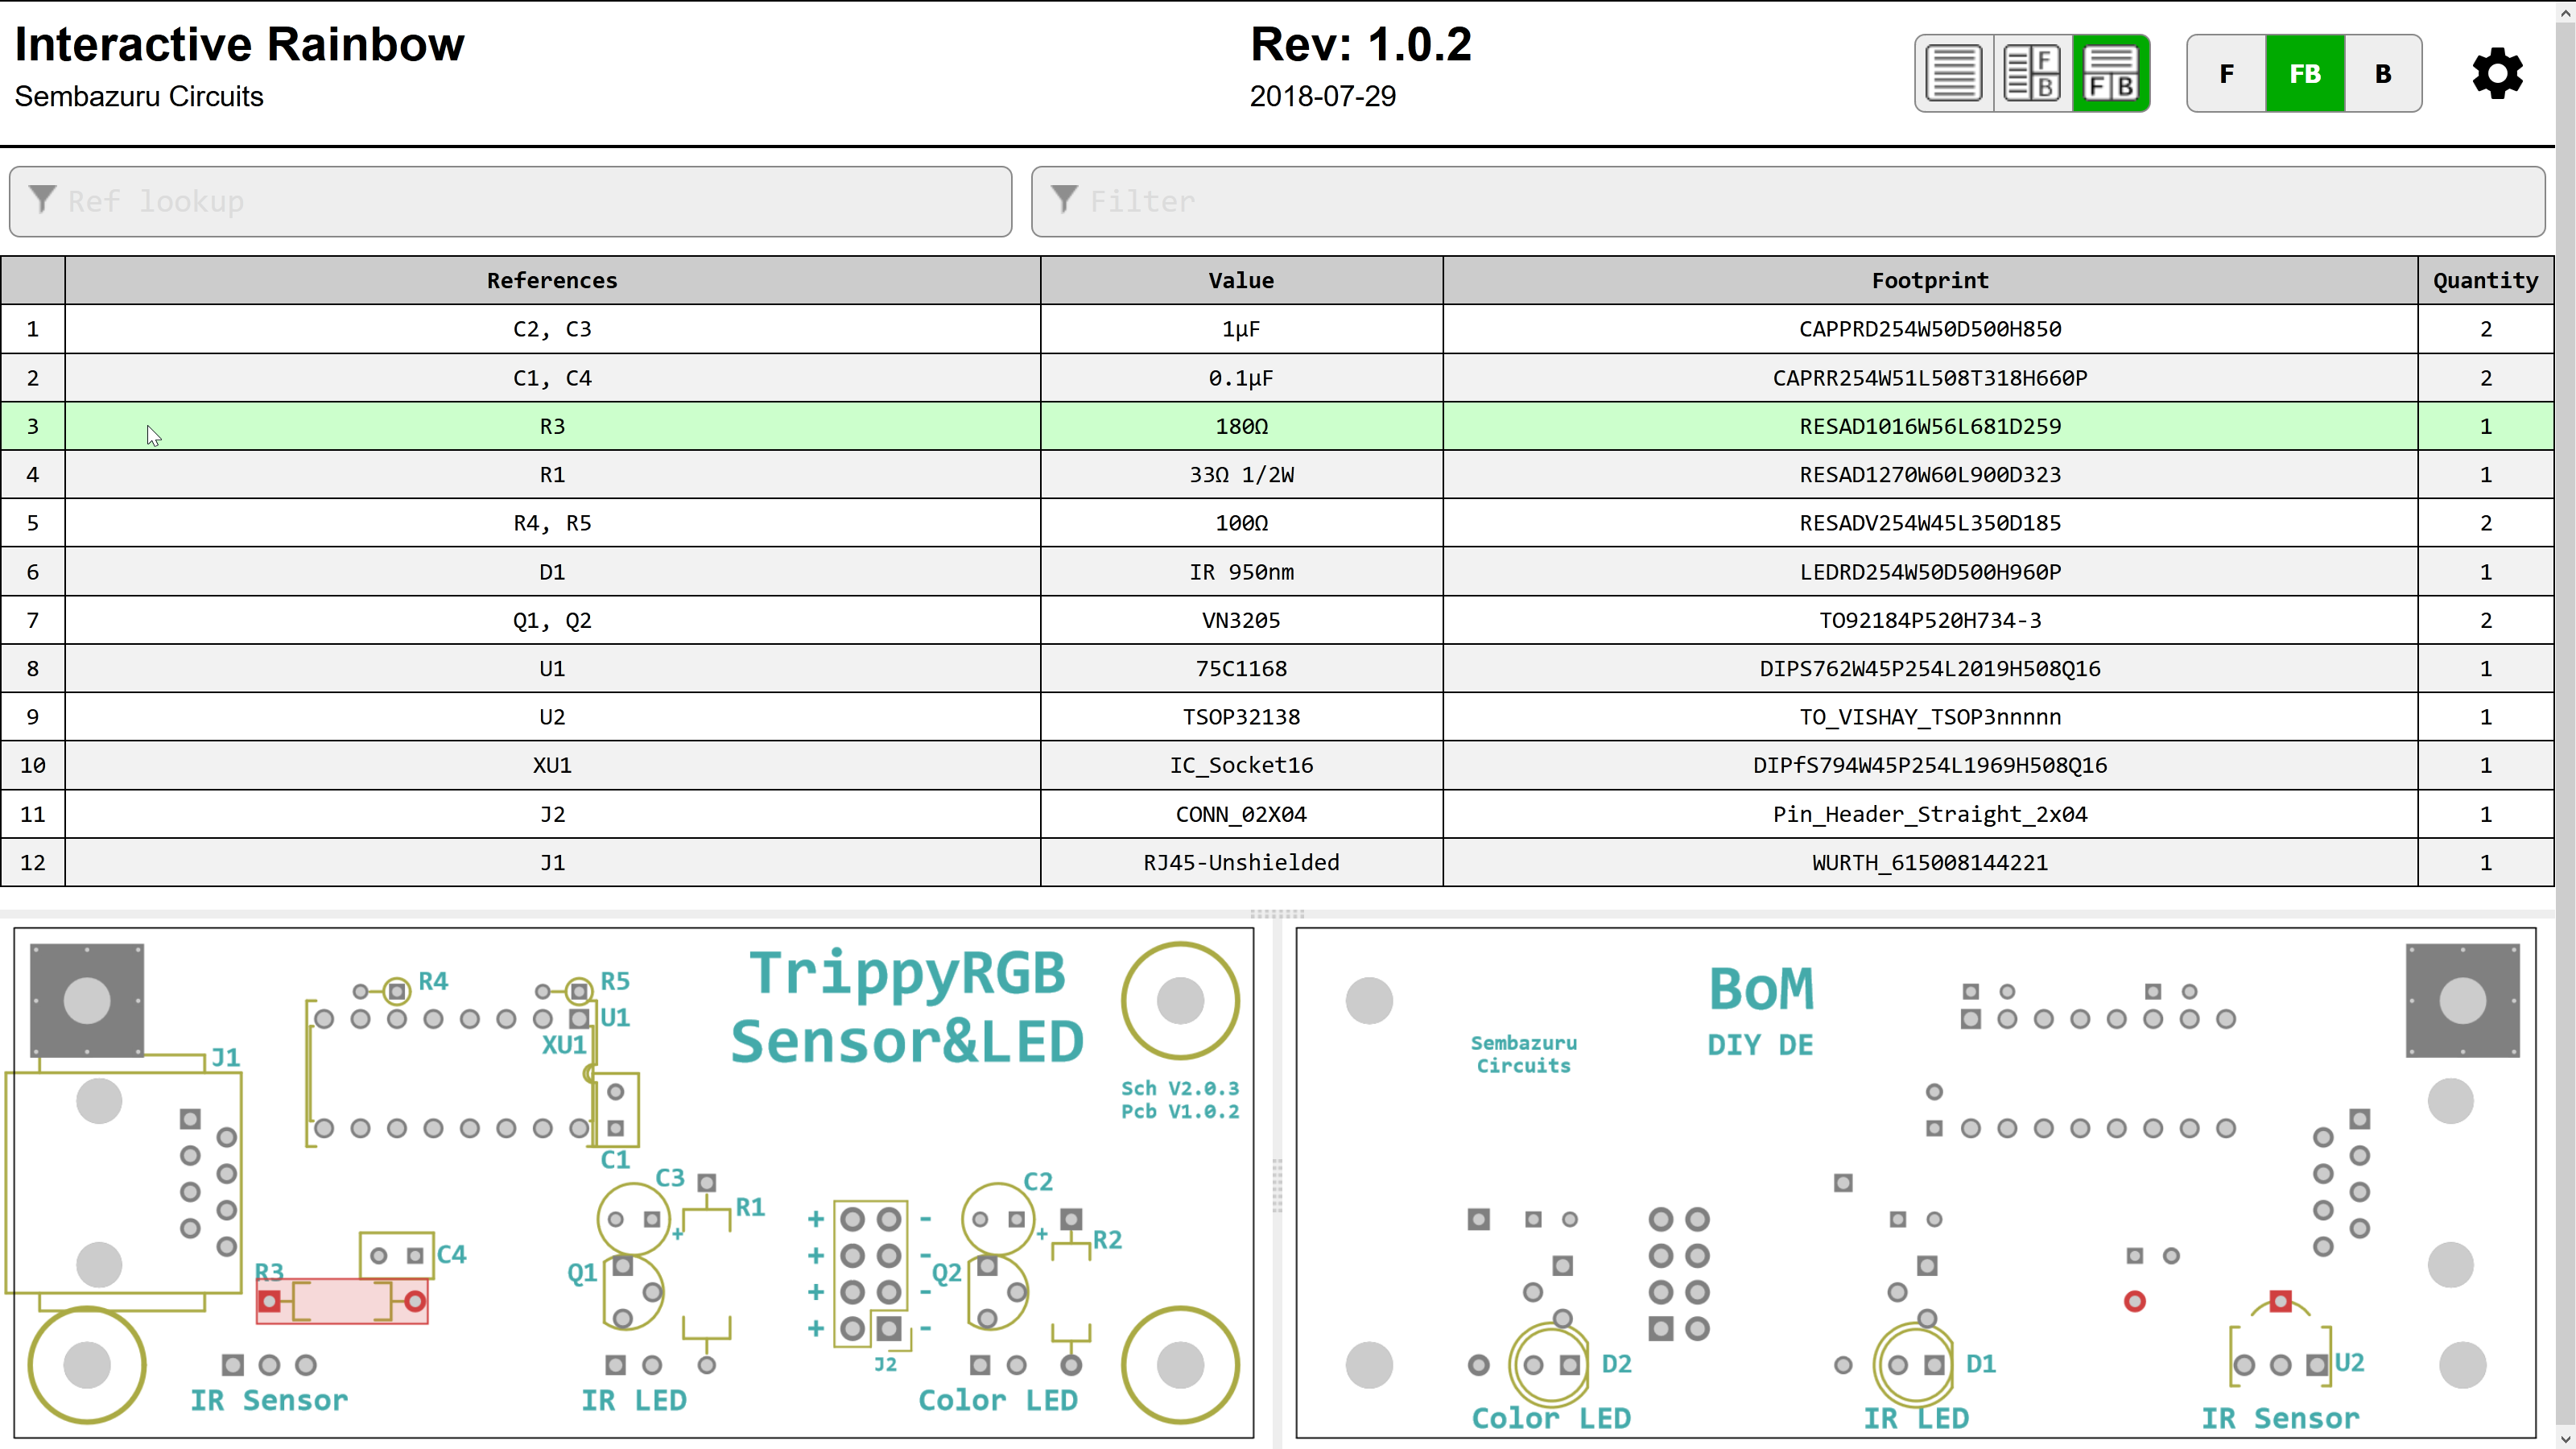 Interactive Rainbow
Rev: 1.0.2
Sembazuru Circuits
2018-07-29
F
B
F B
F
FB
B
Ref lookup
Filter
References Value Footprint Quantity
1 C2, C3 1µF CAPPRD254W50D500H850 2
2 C1, C4 0.1µF CAPRR254W51L508T318H660P 2
3 R3 180Ω RESAD1016W56L681D259 1
4 R1 33Ω 1/2W RESAD1270W60L900D323 1
5 R4, R5 100Ω RESADV254W45L350D185 2
6 D1 IR 950nm LEDRD254W50D500H960P 1
7 Q1, Q2 VN3205 TO92184P520H734-3 2
8 U1 75C1168 DIPS762W45P254L2019H508Q16 1
9 U2 TSOP32138 TO_VISHAY_TSOP3nnnnn 1
10 XU1 IC_Socket16 DIPfS794W45P254L1969H508Q16 1
11 J2 CONN_02X04 Pin_Header_Straight_2x04 1
12 J1 RJ45-Unshielded WURTH_615008144221 1
TrippyRGB
Sensor&LED
R4
R5
U1
XU1
J1
Sch V2.0.3
Pcb V1.0.2
C1
C3
R1
C2
R2
+ -
+ -
+ -
+ -
+
+
C4
R3
Q1
Q2
J2
IR Sensor
IR LED
Color LED
BoM
DIY DE
Sembazuru
Circuits
D2
D1
U2
Color LED
IR LED
IR Sensor